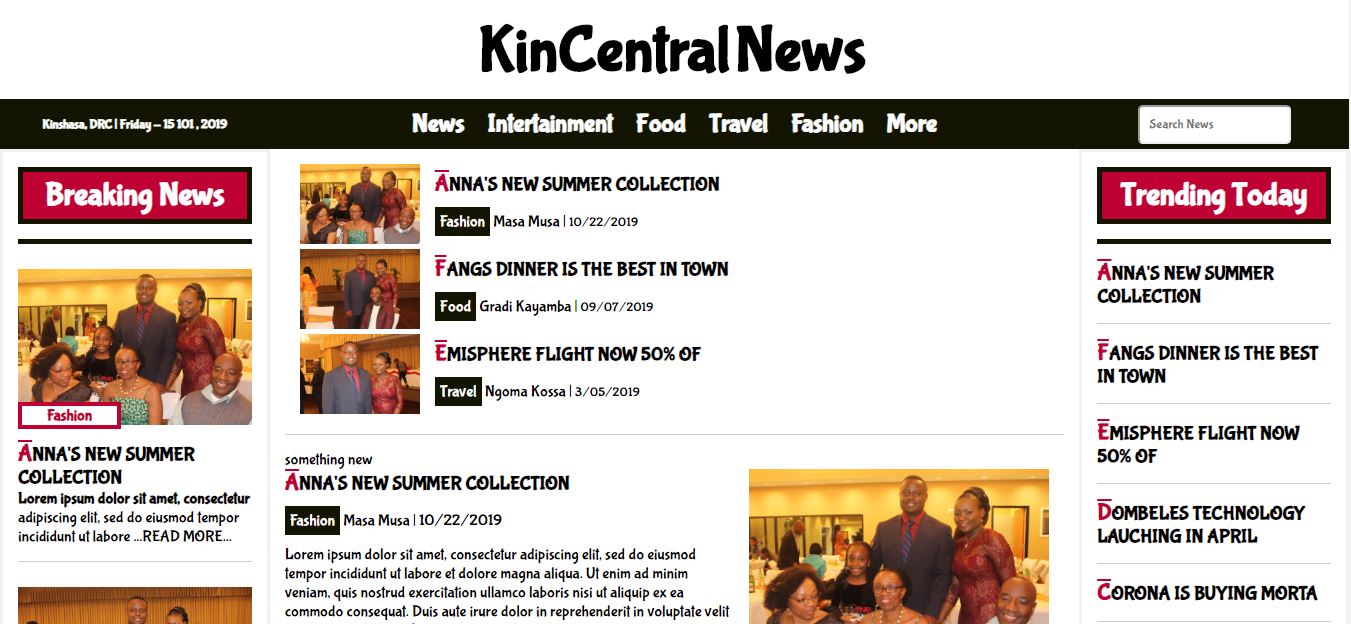 KinCentralNews
Kinshasa, DRC | Friday – 15 101 , 2019
News Intertainment Food Travel Fashion More
Search News
Breaking News
Fashion
ANNA'S NEW SUMMER
COLLECTION
Lorem ipsum dolor sit amet, consectetur
adipiscing elit, sed do eiusmod tempor
incididunt ut labore ...READ MORE...
ANNA'S NEW SUMMER COLLECTION
Fashion Masa Musa | 10/22/2019
FANGS DINNER IS THE BEST IN TOWN
Food Gradi Kayamba | 09/07/2019
EMISPHERE FLIGHT NOW 50% OF
Travel Ngoma Kossa | 3/05/2019
something new
ANNA'S NEW SUMMER COLLECTION
Fashion Masa Musa | 10/22/2019
Lorem ipsum dolor sit amet, consectetur adipiscing elit, sed do eiusmod
tempor incididunt ut labore et dolore magna aliqua. Ut enim ad minim
veniam, quis nostrud exercitation ullamco laboris nisi ut aliquip ex ea
commodo consequat. Duis aute irure dolor in reprehenderit in voluptate velit
Trending Today
ANNA'S NEW SUMMER
COLLECTION
FANGS DINNER IS THE BEST
IN TOWN
EMISPHERE FLIGHT NOW
50% OF
DOMBELES TECHNOLOGY
LAUCHING IN APRIL
CORONA IS BUYING MORTA